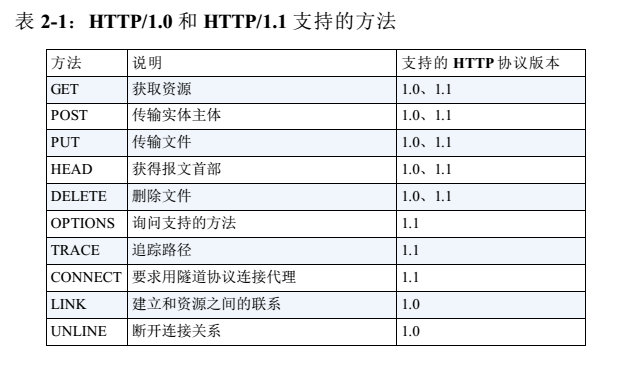 表 2-1：HTTP/1.0 和 HTTP/1.1 支持的方法
方法 说明 支持的 HTTP 协议版本
GET 获取资源 1.0、1.1
POST 传输实体主体 1.0、1.1
PUT 传输文件 1.0、1.1
HEAD 获得报文首部 1.0、1.1
DELETE 删除文件 1.0、1.1
OPTIONS 询问支持的方法 1.1
TRACE 追踪路径 1.1
CONNECT 要求用隧道协议连接代理 1.1
LINK 建立和资源之间的联系 1.0
UNLINE 断开连接关系 1.0